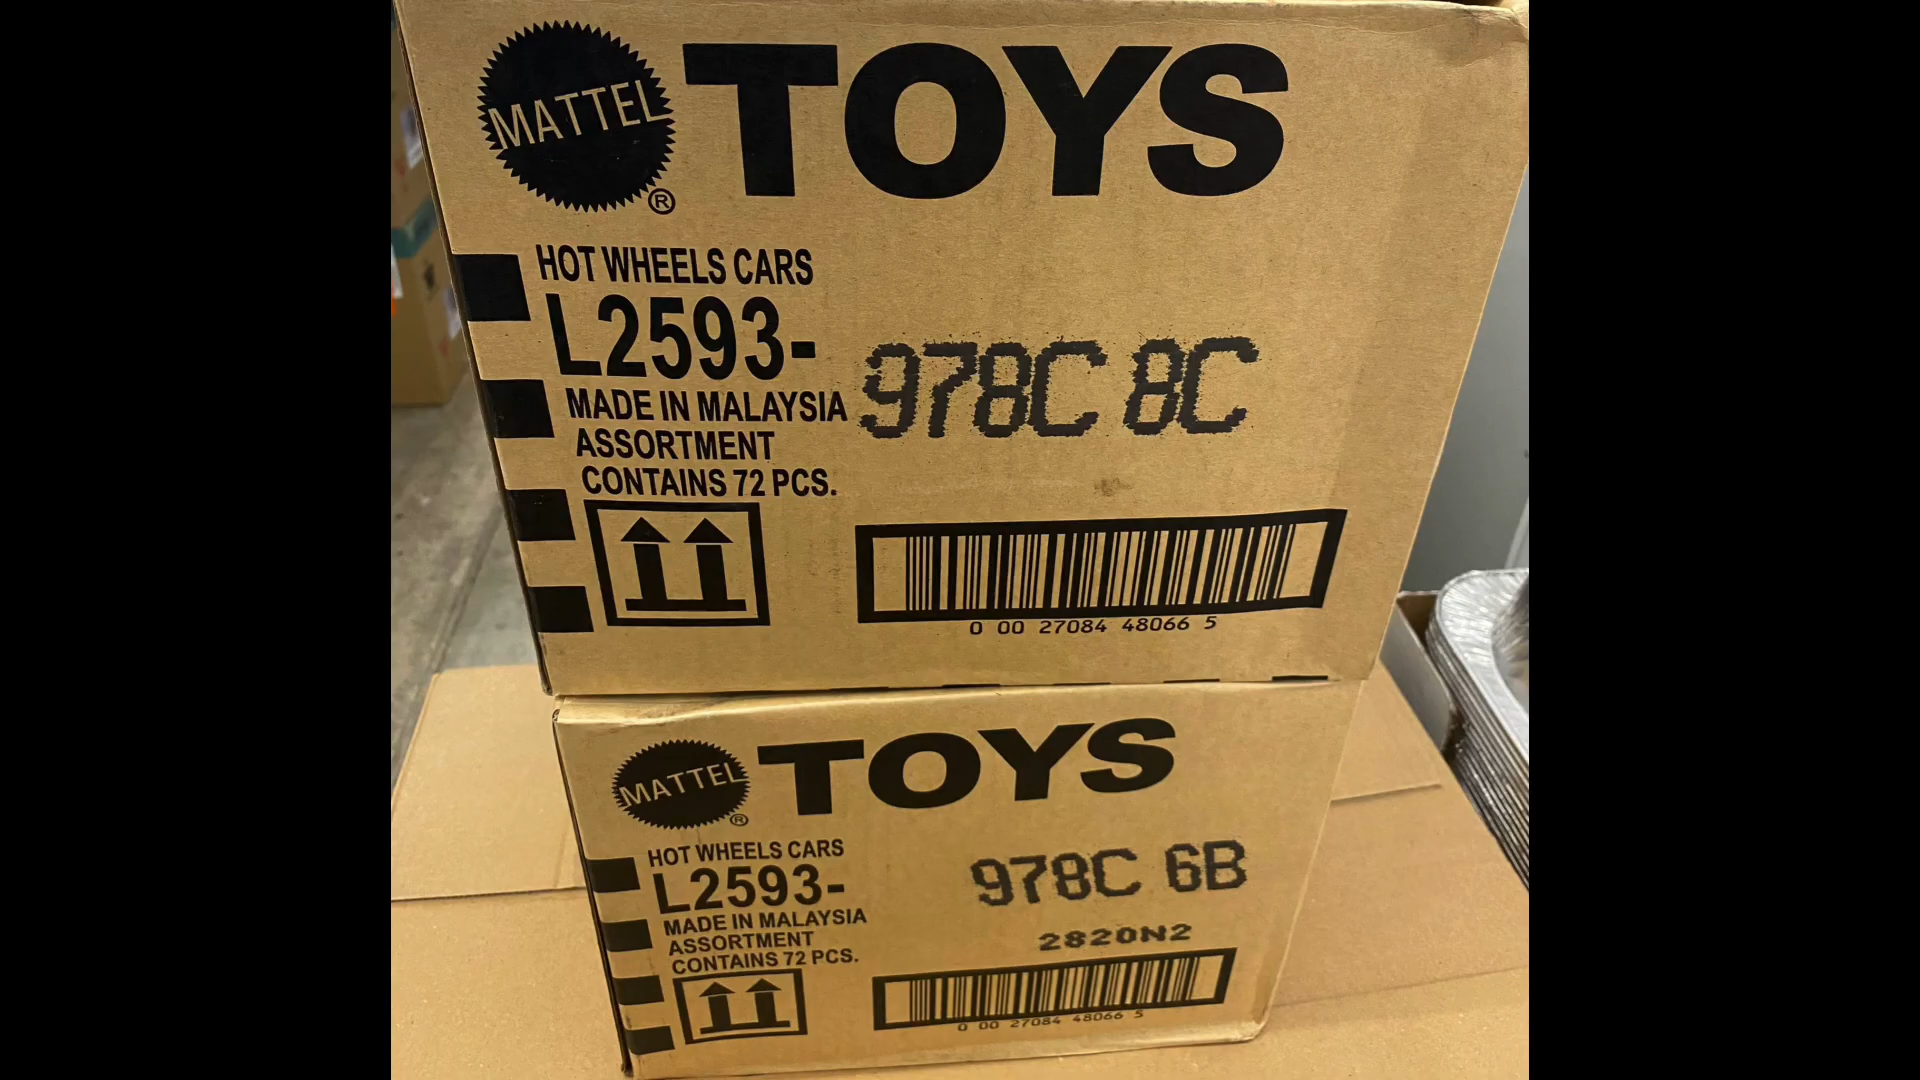 MATTEL® TOYS
HOT WHEELS CARS
L2593- 978C 8C
MADE IN MALAYSIA
ASSORTMENT
CONTAINS 72 PCS.
0 00 27084 48066 5
MATTEL® TOYS
HOT WHEELS CARS
L2593- 978C 6B
MADE IN MALAYSIA
ASSORTMENT 2820N2
CONTAINS 72 PCS.
0 00 27084 48066 5